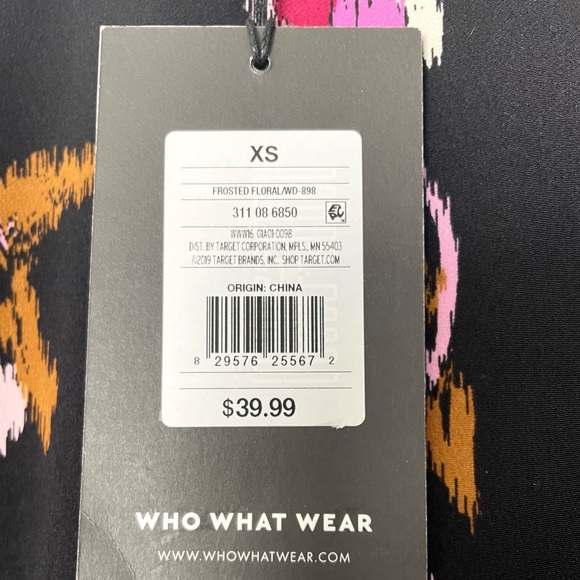 XS
FROSTED FLORAL/WD-898
311 08 6850
WWW16 01A01-0098
DIST. BY TARGET CORPORATION, MPLS., MN 55403
©2019 TARGET BRANDS, INC. SHOP TARGET.COM
ORIGIN: CHINA
8 29576 25567 2
$39.99
WHO WHAT WEAR
WWW.WHOWHATWEAR.COM